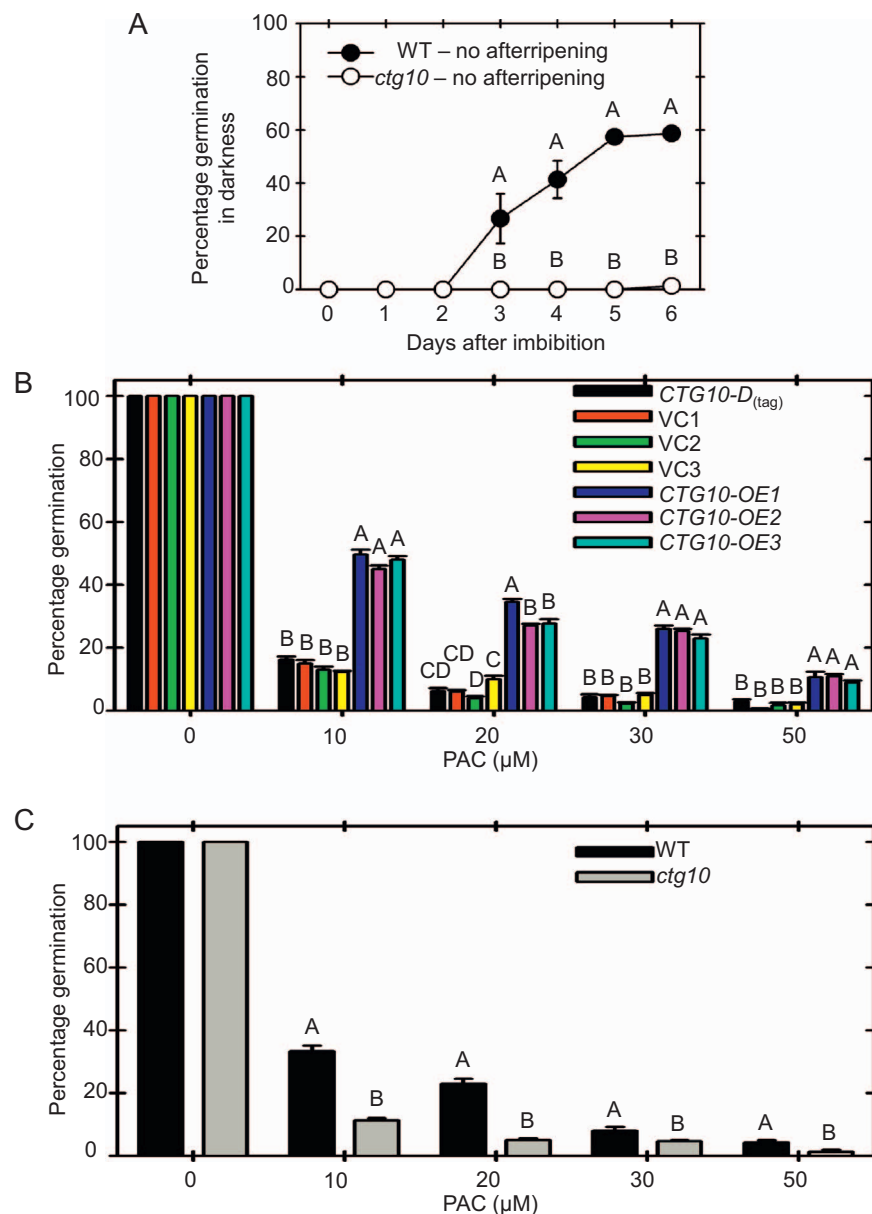 A
100
80
60
40
20
0
Percentage germination
in darkness
WT – no afterripening
ctg10 – no afterripening
A
A
A
A
B
B
B
B
0 1 2 3 4 5 6
Days after imbibition
B
100
80
60
40
20
0
Percentage germination
CTG10-D(tag)
VC1
VC2
VC3
CTG10-OE1
CTG10-OE2
CTG10-OE3
B B B B A A A
CD CD D C A B B
B B B B A A A
B B B B A A A
0 10 20 30 50
PAC (µM)
C
100
80
60
40
20
0
Percentage germination
WT
ctg10
A B
A B
A B
A B
0 10 20 30 50
PAC (µM)